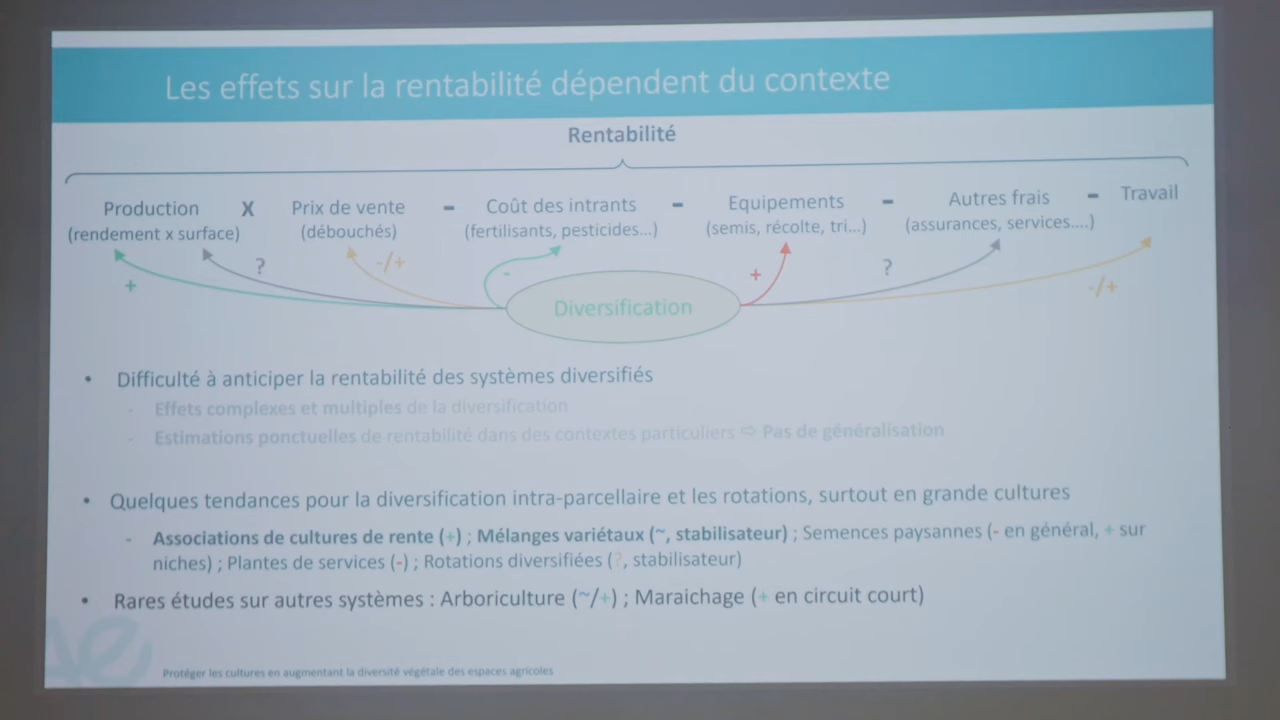 Les effets sur la rentabilité dépendent du contexte
Rentabilité
Production X Prix de vente - Coût des intrants - Equipements - Autres frais - Travail
(rendement x surface) (débouchés) (fertilisants, pesticides...) (semis, récolte, tri...) (assurances, services....)
+ ? -/+ - + ? -/+
Diversification
• Difficulté à anticiper la rentabilité des systèmes diversifiés
- Effets complexes et multiples de la diversification
- Estimations ponctuelles de rentabilité dans des contextes particuliers ⇨ Pas de généralisation
• Quelques tendances pour la diversification intra-parcellaire et les rotations, surtout en grande cultures
- Associations de cultures de rente (+) ; Mélanges variétaux (~, stabilisateur) ; Semences paysannes (- en général, + sur
niches) ; Plantes de services (-) ; Rotations diversifiées (?, stabilisateur)
• Rares études sur autres systèmes : Arboriculture (~/+) ; Maraichage (+ en circuit court)
Protéger les cultures en augmentant la diversité végétale des espaces agricoles